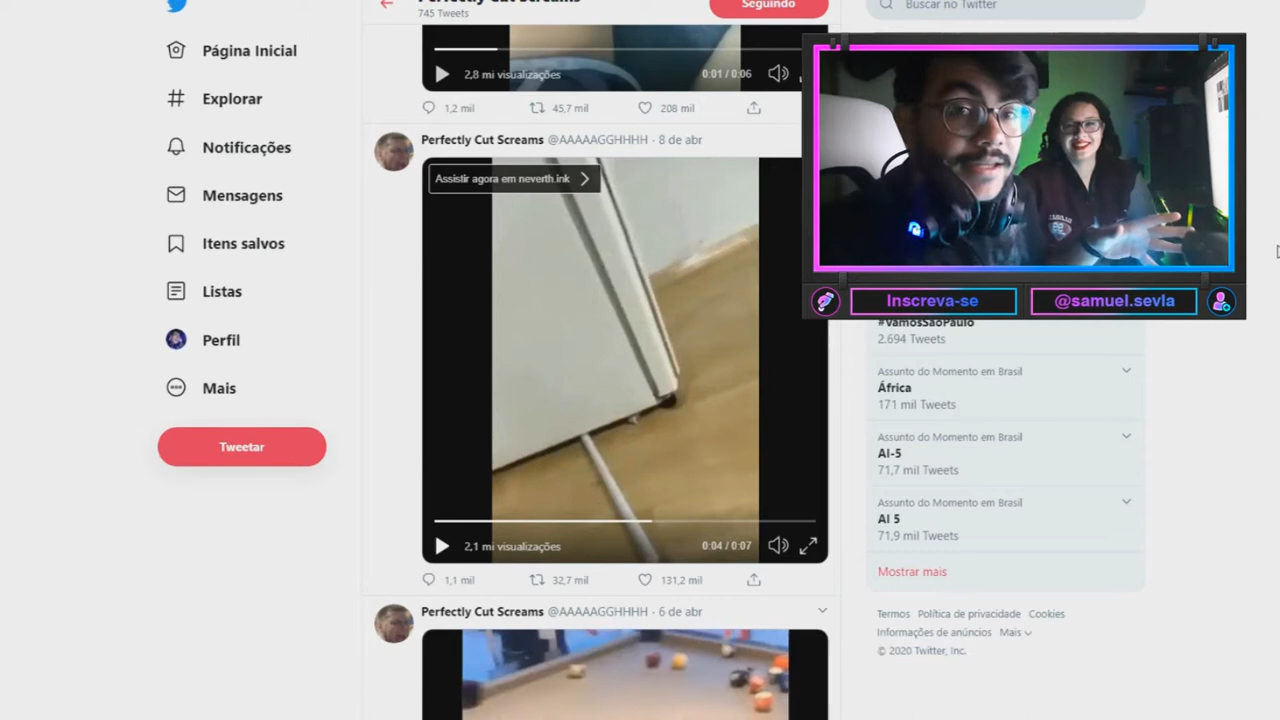 Perfectly Cut Screams
745 Tweets
Seguindo
Buscar no Twitter
Página Inicial
Explorar
Notificações
Mensagens
Itens salvos
Listas
Perfil
Mais
Tweetar
2,8 mi visualizações
0:01 / 0:06
1,2 mil
45,7 mil
208 mil
Perfectly Cut Screams @AAAAAGGHHHH · 8 de abr
Assistir agora em neverth.ink
2,1 mi visualizações
0:04 / 0:07
1,1 mil
32,7 mil
131,2 mil
Perfectly Cut Screams @AAAAAGGHHHH · 6 de abr
Inscreva-se
@samuel.sevla
#VamosSaoPaulo
2.694 Tweets
Assunto do Momento em Brasil
África
171 mil Tweets
Assunto do Momento em Brasil
AI-5
71,7 mil Tweets
Assunto do Momento em Brasil
AI 5
71,9 mil Tweets
Mostrar mais
Termos Política de privacidade Cookies
Informações de anúncios Mais
© 2020 Twitter, Inc.